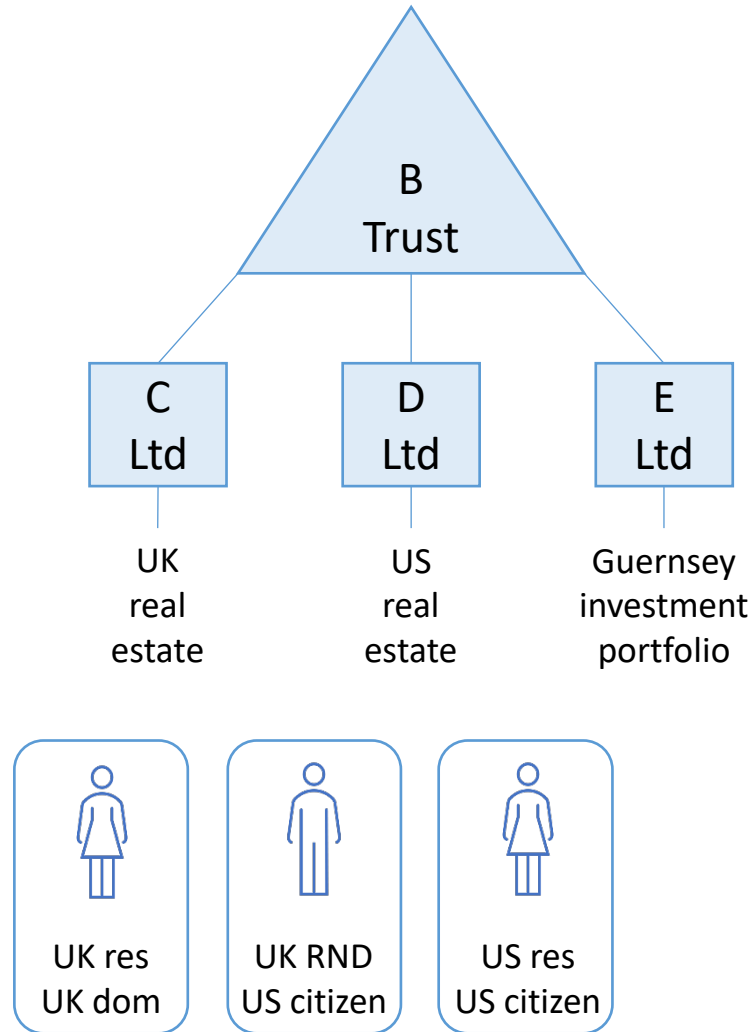 B
Trust
C
Ltd
D
Ltd
E
Ltd
UK
real
estate
US
real
estate
Guernsey
investment
portfolio
UK res
UK dom
UK RND
US citizen
US res
US citizen